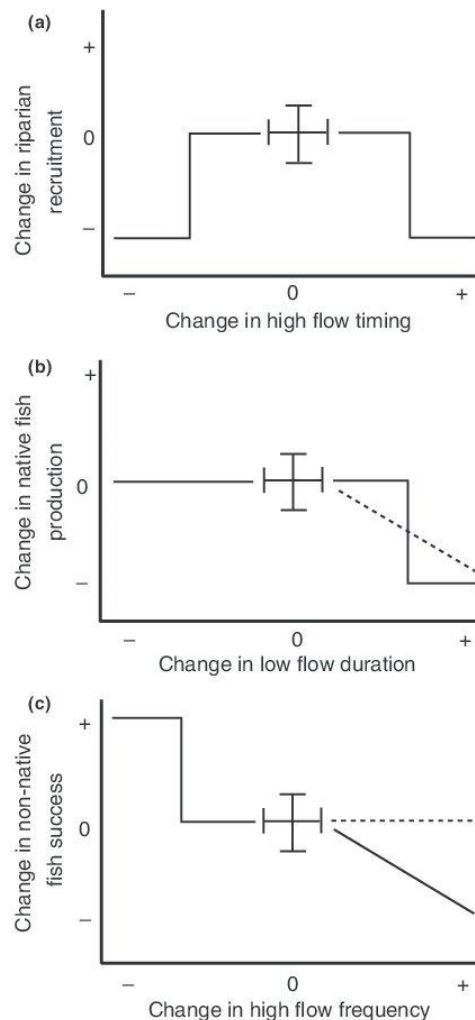 (a)
+
Change in riparian
recruitment
0
–
– 0 +
Change in high flow timing
(b)
+
Change in native fish
production
0
–
– 0 +
Change in low flow duration
(c)
+
Change in non-native
fish success
0
–
– 0 +
Change in high flow frequency